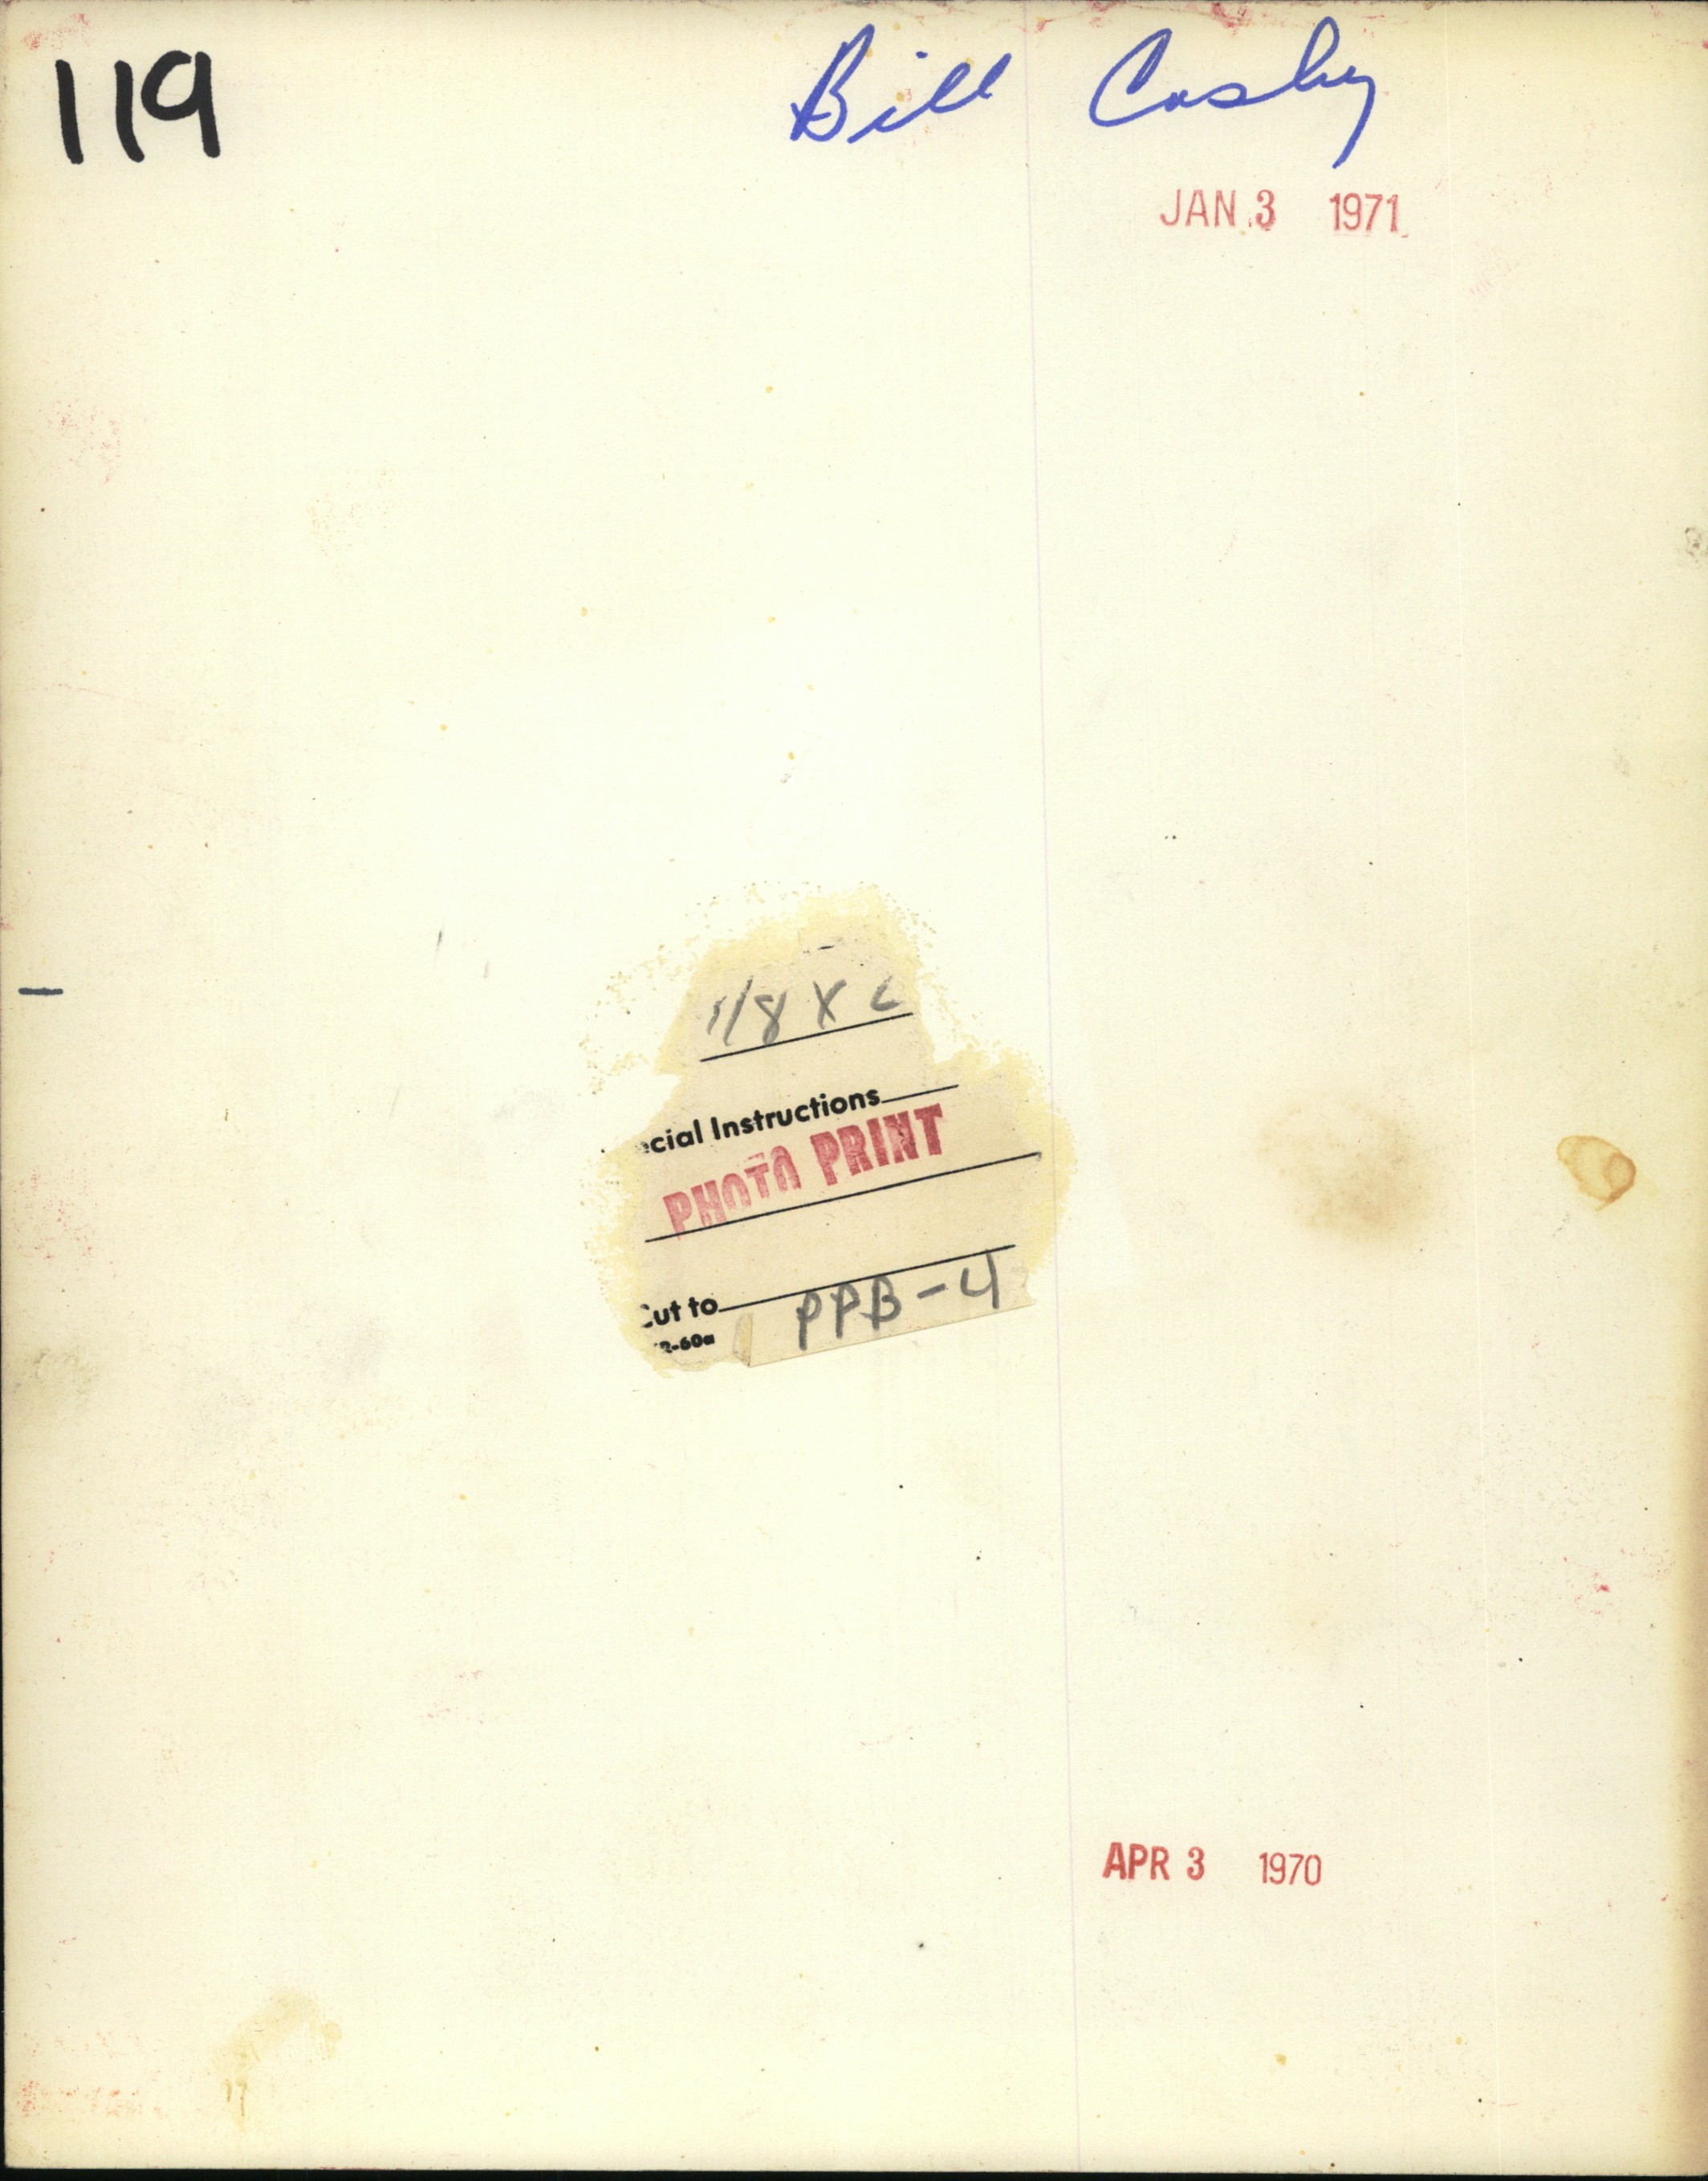 119
Bill Cosby
JAN 3 1971
1/8 X
ecial Instructions
PHOTO PRINT
Cut to
PPB-4
R-60a
APR 3 1970